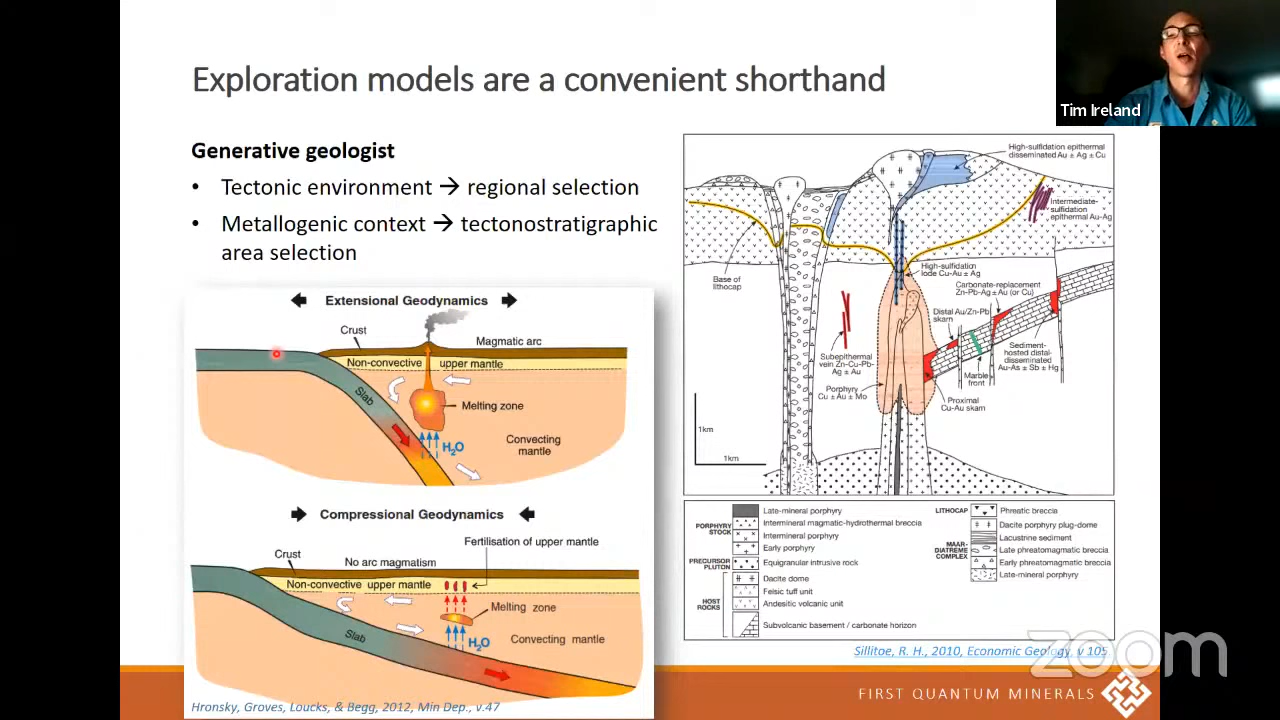 Exploration models are a convenient shorthand
Tim Ireland
Generative geologist
• Tectonic environment → regional selection
• Metallogenic context → tectonostratigraphic
area selection
Extensional Geodynamics
Crust
Magmatic arc
Non-convective upper mantle
Slab
Melting zone
H2O
Convecting
mantle
Compressional Geodynamics
Fertilisation of upper mantle
Crust
No arc magmatism
Non-convective upper mantle
Melting zone
Slab
H2O
Convecting mantle
Hronsky, Groves, Loucks, & Begg, 2012, Min Dep., v.47
High-sulfidation epithermal
disseminated Au ± Ag ± Cu
Intermediate-
sulfidation
epithermal Au-Ag
Base of
lithocap
High-sulfidation
lode Cu-Au ± Ag
Carbonate-replacement
Zn-Pb-Ag ± Au (or Cu)
Distal Au/Zn-Pb
skarn
Subepithermal
vein Zn-Cu-Pb-
Ag ± Au
Marble
front
Sediment-
hosted distal-
disseminated
Au-As ± Sb ± Hg
Porphyry
Cu ± Au ± Mo
Proximal
Cu-Au skarn
1km
1km
PORPHYRY
STOCK
Late-mineral porphyry
Intermineral magmatic-hydrothermal breccia
Intermineral porphyry
Early porphyry
PRECURSOR
PLUTON
Equigranular intrusive rock
HOST
ROCKS
Dacite dome
Felsic tuff unit
Andesitic volcanic unit
Subvolcanic basement / carbonate horizon
LITHOCAP
Phreatic breccia
MAAR-
DIATREME
COMPLEX
Dacite porphyry plug-dome
Lacustrine sediment
Late phreatomagmatic breccia
Early phreatomagmatic breccia
Late-mineral porphyry
Sillitoe, R. H., 2010, Economic Geology, v 105
zoom
FIRST QUANTUM MINERALS